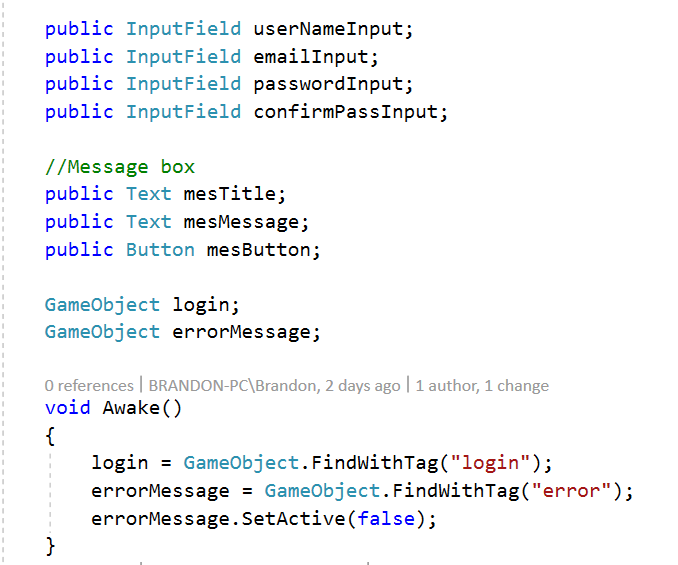 public InputField userNameInput;
public InputField emailInput;
public InputField passwordInput;
public InputField confirmPassInput;
//Message box
public Text mesTitle;
public Text mesMessage;
public Button mesButton;
GameObject login;
GameObject errorMessage;
0 references | BRANDON-PC\Brandon, 2 days ago | 1 author, 1 change
void Awake()
{
login = GameObject.FindWithTag("login");
errorMessage = GameObject.FindWithTag("error");
errorMessage.SetActive(false);
}